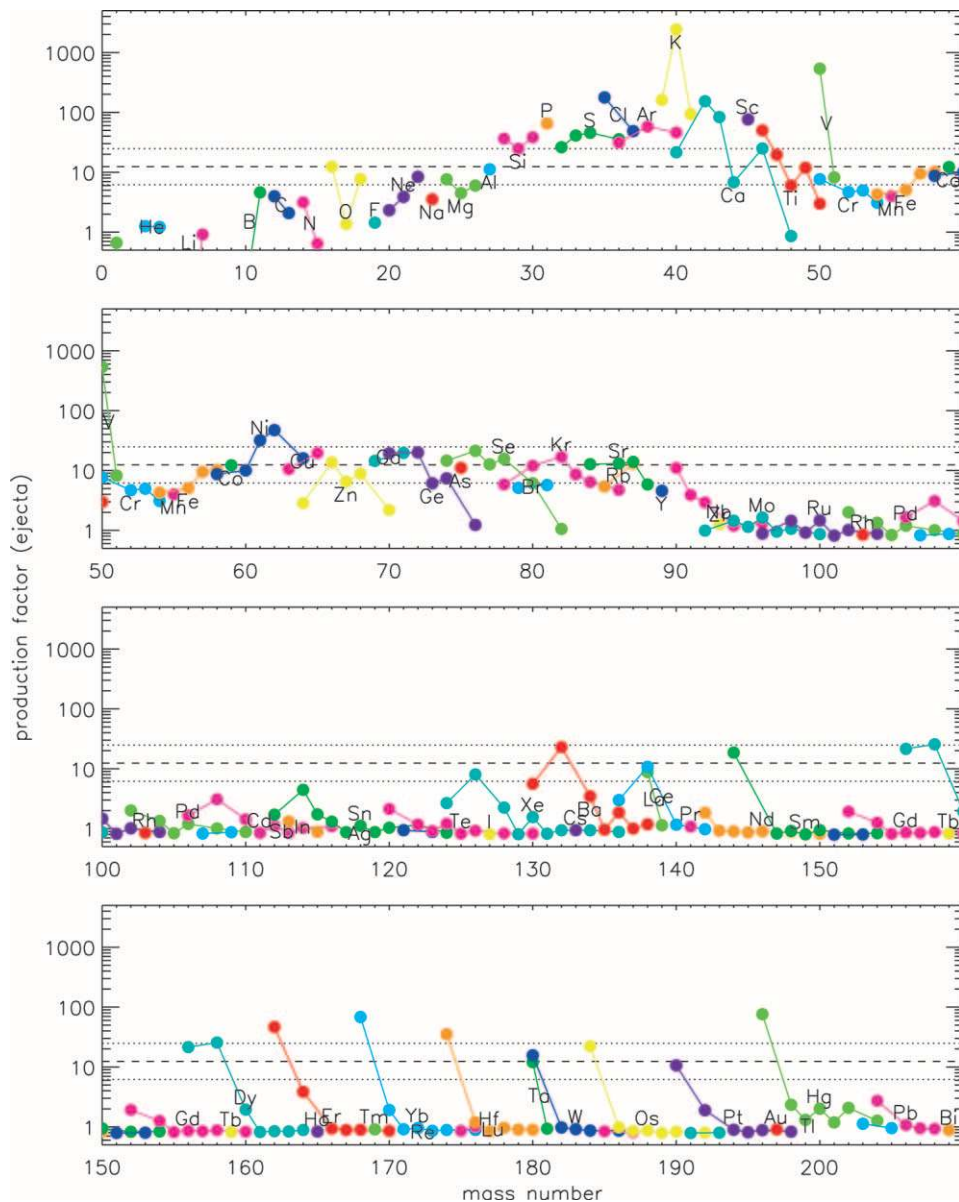 production factor (ejecta)
1000
100
10
1
He
Li
B
C
N
O
F
Ne
Na
Mg
Al
Si
P
S
Cl
Ar
K
Ca
Sc
Ti
V
Cr
Mn
Fe
Co
0
10
20
30
40
50
1000
100
10
1
V
Cr
Mn
Fe
Co
Ni
Cu
Zn
Ga
Ge
As
Se
Br
Kr
Rb
Sr
Y
Zr
Nb
Mo
Ru
Rh
Pd
50
60
70
80
90
100
1000
100
10
1
Rh
Pd
Cd
Sb
In
Sn
Ag
Te
I
Xe
Cs
Ba
La
Ce
Pr
Nd
Sm
Gd
Tb
100
110
120
130
140
150
1000
100
10
1
Gd
Tb
Dy
Ho
Er
Tm
Yb
Re
Lu
Hf
Ta
W
Os
Pt
Au
Tl
Hg
Pb
Bi
150
160
170
180
190
200
mass number